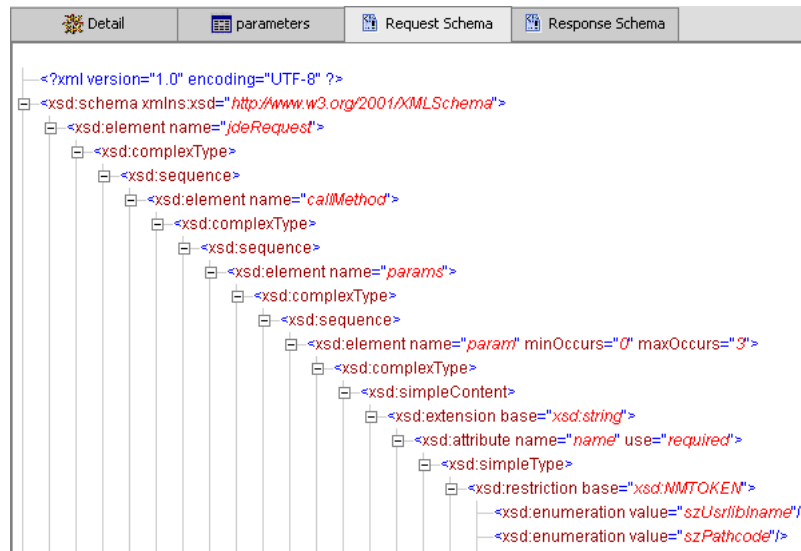 Detail parameters Request Schema Response Schema
<?xml version="1.0" encoding="UTF-8" ?>
<xsd:schema xmlns:xsd="http://www.w3.org/2001/XMLSchema">
<xsd:element name="jdeRequest">
<xsd:complexType>
<xsd:sequence>
<xsd:element name="callMethod">
<xsd:complexType>
<xsd:sequence>
<xsd:element name="params">
<xsd:complexType>
<xsd:sequence>
<xsd:element name="param" minOccurs="0" maxOccurs="3">
<xsd:complexType>
<xsd:simpleContent>
<xsd:extension base="xsd:string">
<xsd:attribute name="name" use="required">
<xsd:simpleType>
<xsd:restriction base="xsd:NMTOKEN">
<xsd:enumeration value="szUsrliblname"/
<xsd:enumeration value="szPathcode"/>